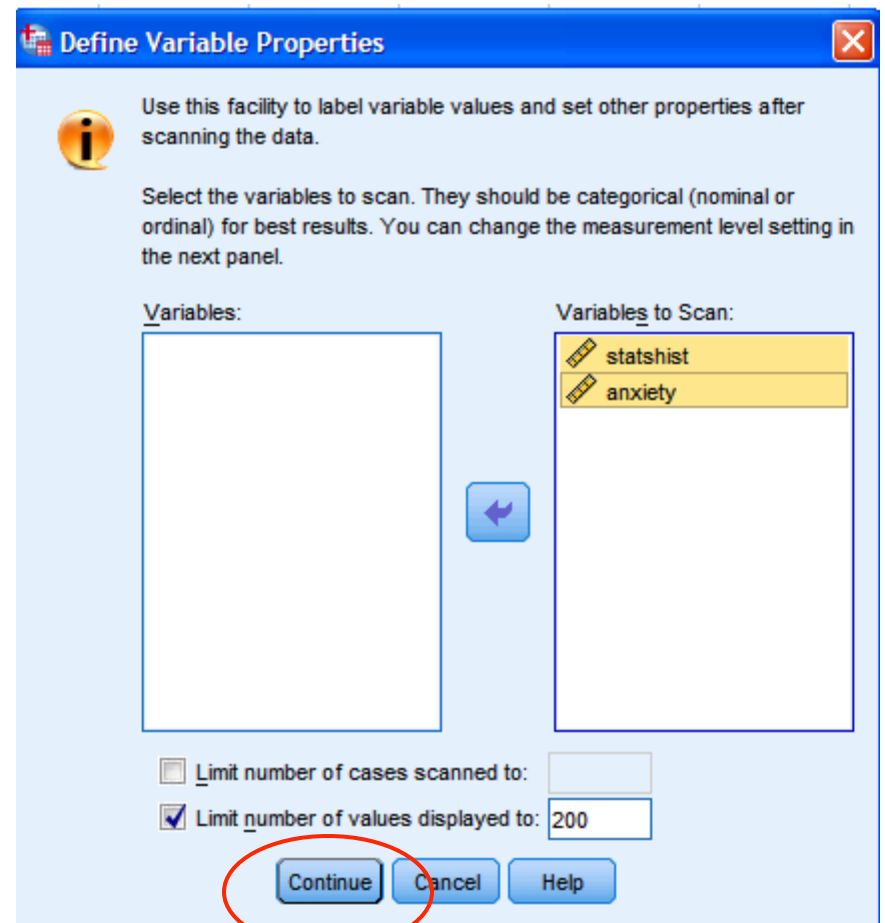 Define Variable Properties
Use this facility to label variable values and set other properties after
scanning the data.
Select the variables to scan. They should be categorical (nominal or
ordinal) for best results. You can change the measurement level setting in
the next panel.
Variables:
Variables to Scan:
statshist
anxiety
Limit number of cases scanned to:
Limit number of values displayed to: 200
Continue Cancel Help